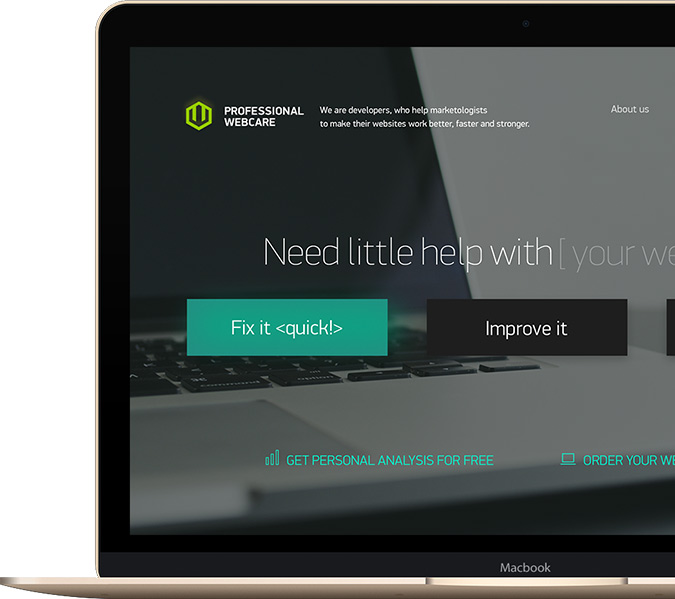 PROFESSIONAL
WEBCARE
We are developers, who help marketologists
to make their websites work better, faster and stronger.
About us
Need little help with [ your we
Fix it <quick!>
Improve it
command
option
GET PERSONAL ANALYSIS FOR FREE
ORDER YOUR WE
Macbook